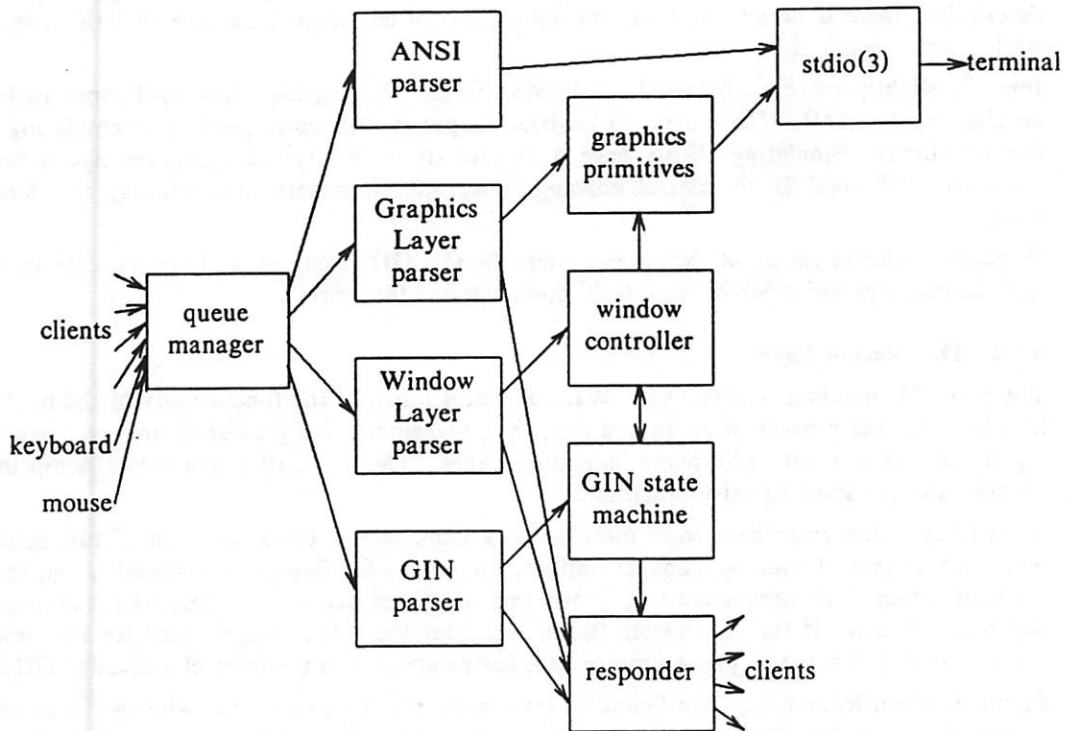 ANSI
parser
stdio(3)
terminal
graphics
primitives
Graphics
Layer
parser
clients
queue
manager
window
controller
Window
Layer
parser
keyboard
mouse
GIN state
machine
GIN
parser
responder
clients